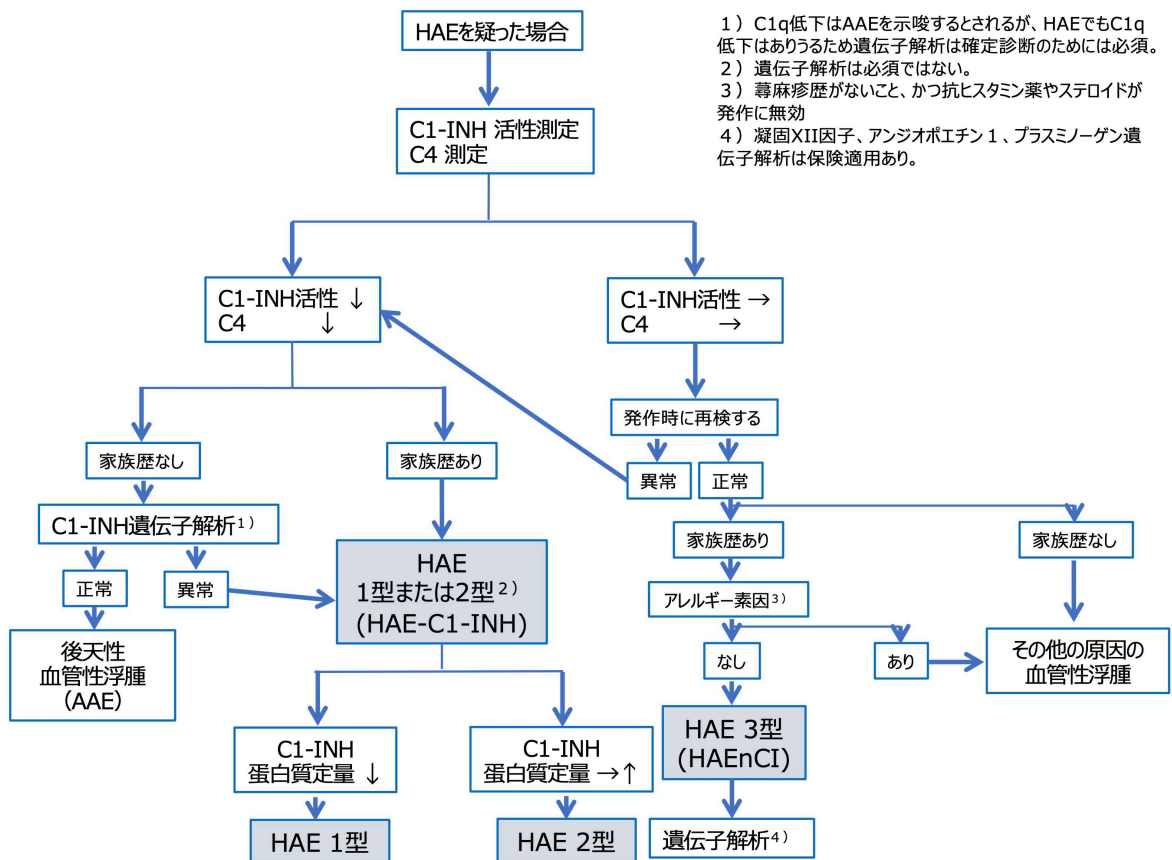 HAEを疑った場合
1）C1q低下はAAEを示唆するとされるが、HAEでもC1q
低下はありうるため遺伝子解析は確定診断のためには必須。
2）遺伝子解析は必須ではない。
3）蕁麻疹歴がないこと、かつ抗ヒスタミン薬やステロイドが
発作に無効
4）凝固XII因子、アンジオポエチン１、プラスミノーゲン遺
伝子解析は保険適用あり。
C1-INH 活性測定
C4 測定
C1-INH活性 ↓
C4 ↓
C1-INH活性 →
C4 →
発作時に再検する
家族歴なし
家族歴あり
異常
正常
C1-INH遺伝子解析1）
家族歴あり
家族歴なし
正常
異常
HAE
1型または2型2）
(HAE-C1-INH)
アレルギー素因3）
後天性
血管性浮腫
(AAE)
なし
あり
その他の原因の
血管性浮腫
C1-INH
蛋白質定量 ↓
C1-INH
蛋白質定量 →↑
HAE 3型
(HAEnCI)
HAE 1型
HAE 2型
遺伝子解析4）